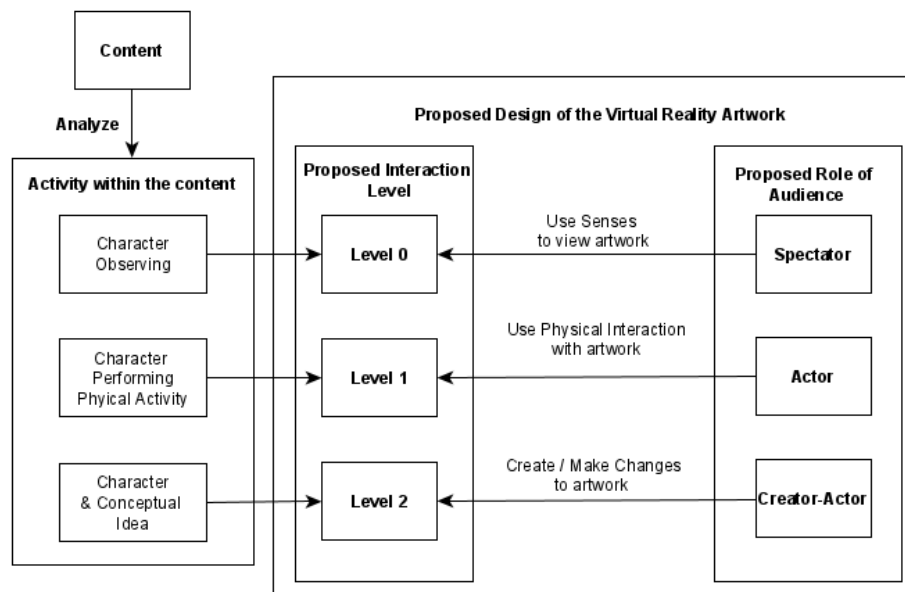 Content
Analyze
Activity within the content
Character
Observing
Character
Performing
Phyical Activity
Character
& Conceptual
Idea
Proposed Design of the Virtual Reality Artwork
Proposed Interaction
Level
Level 0
Level 1
Level 2
Use Senses
to view artwork
Use Physical Interaction
with artwork
Create / Make Changes
to artwork
Proposed Role of
Audience
Spectator
Actor
Creator-Actor